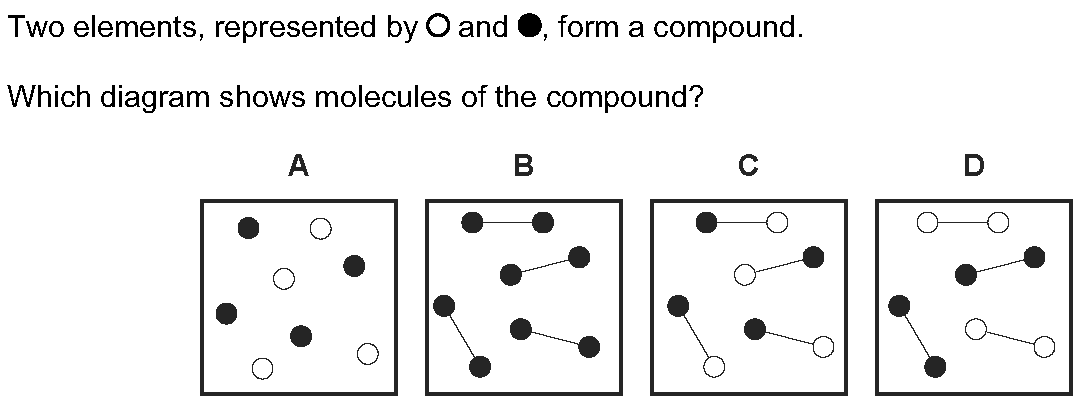 Two elements, represented by ○ and ●, form a compound.
Which diagram shows molecules of the compound?
A B C D